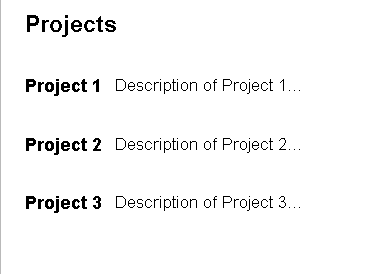 Projects
Project 1 Description of Project 1...
Project 2 Description of Project 2...
Project 3 Description of Project 3...